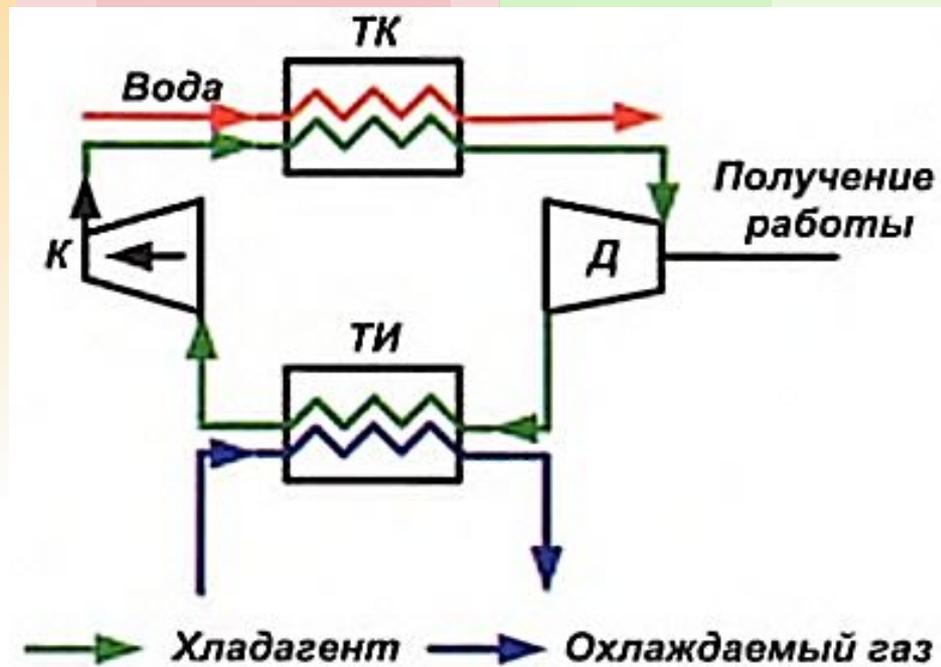 ТК
Вода
Получение
работы
К
Д
ТИ
Хладагент
Охлаждаемый газ